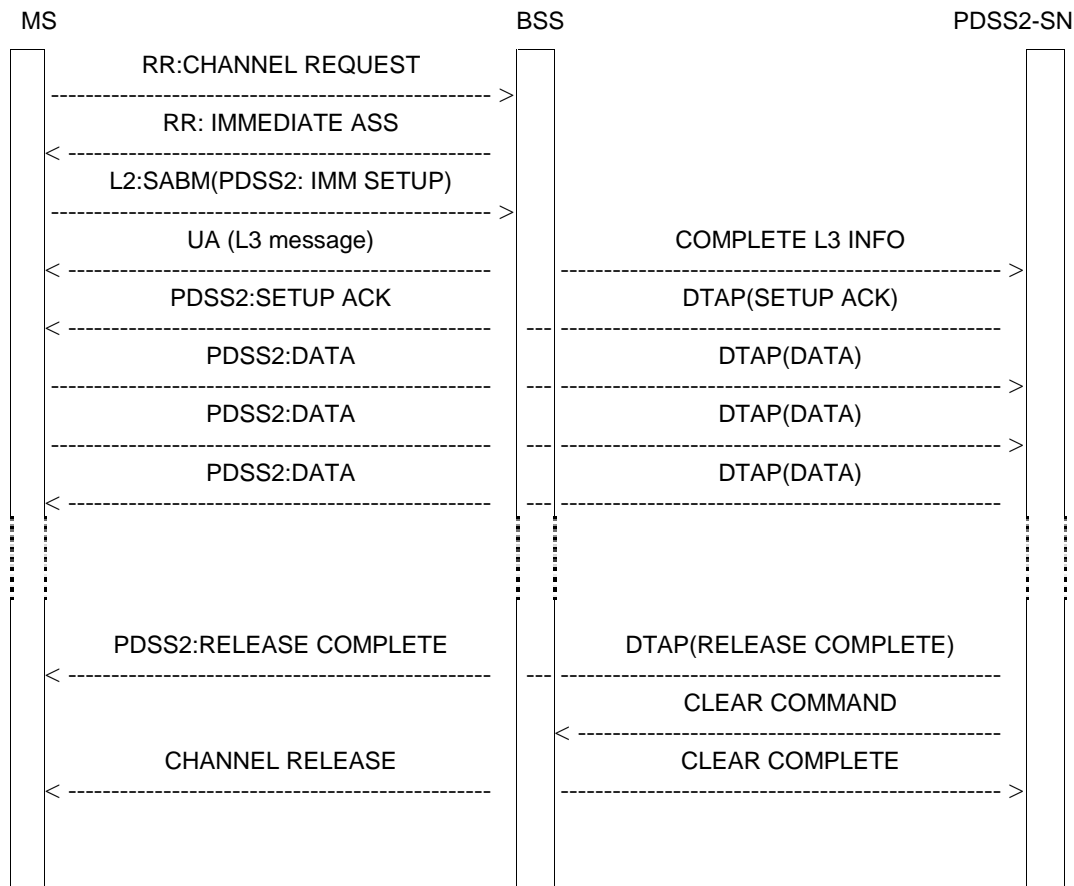 MS BSS PDSS2-SN
RR:CHANNEL REQUEST
RR: IMMEDIATE ASS
L2:SABM(PDSS2: IMM SETUP)
UA (L3 message) COMPLETE L3 INFO
PDSS2:SETUP ACK DTAP(SETUP ACK)
PDSS2:DATA DTAP(DATA)
PDSS2:DATA DTAP(DATA)
PDSS2:DATA DTAP(DATA)
PDSS2:RELEASE COMPLETE DTAP(RELEASE COMPLETE)
CLEAR COMMAND
CHANNEL RELEASE CLEAR COMPLETE